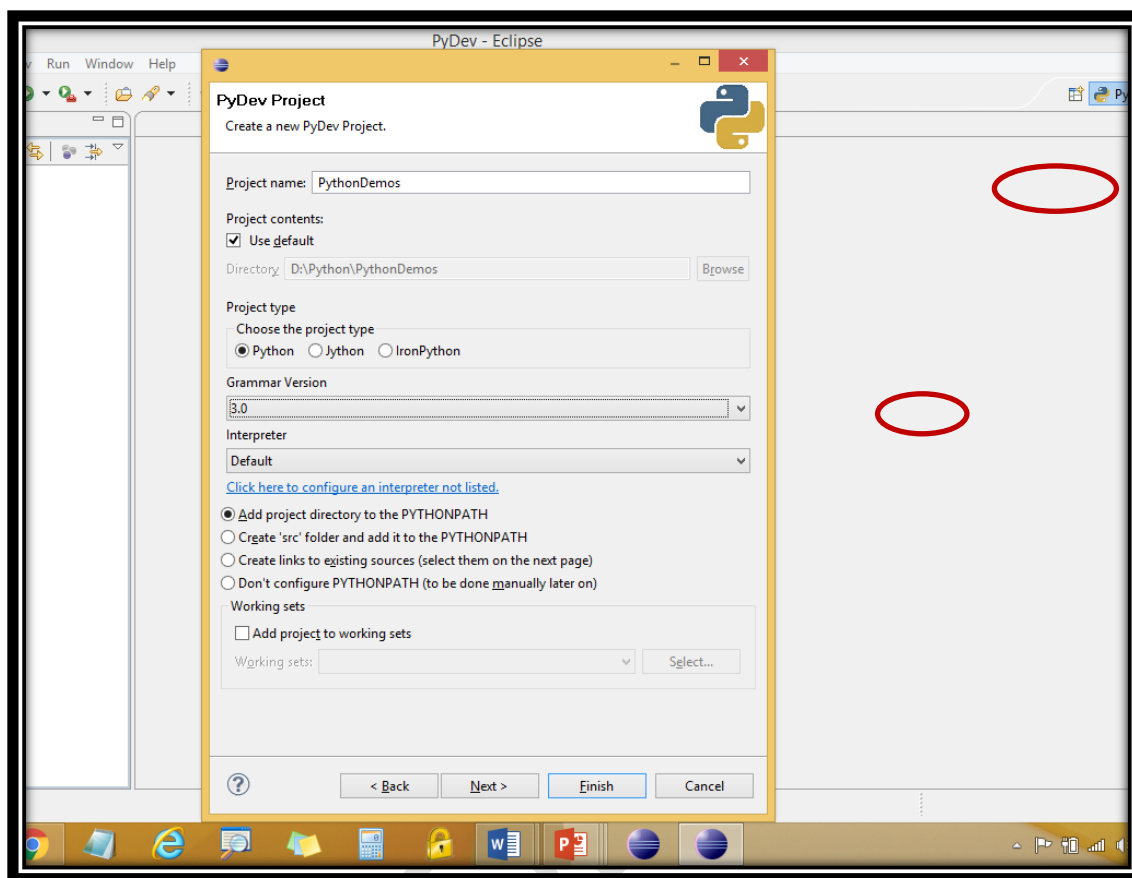 PyDev - Eclipse
Run Window Help
PyDev Project
Create a new PyDev Project.
Py
Project name: PythonDemos
Project contents:
Use default
Directory D:\Python\PythonDemos Browse
Project type
Choose the project type
Python Jython IronPython
Grammar Version
3.0
Interpreter
Default
Click here to configure an interpreter not listed.
Add project directory to the PYTHONPATH
Create 'src' folder and add it to the PYTHONPATH
Create links to existing sources (select them on the next page)
Don't configure PYTHONPATH (to be done manually later on)
Working sets
Add project to working sets
Working sets: Select...
< Back Next > Finish Cancel